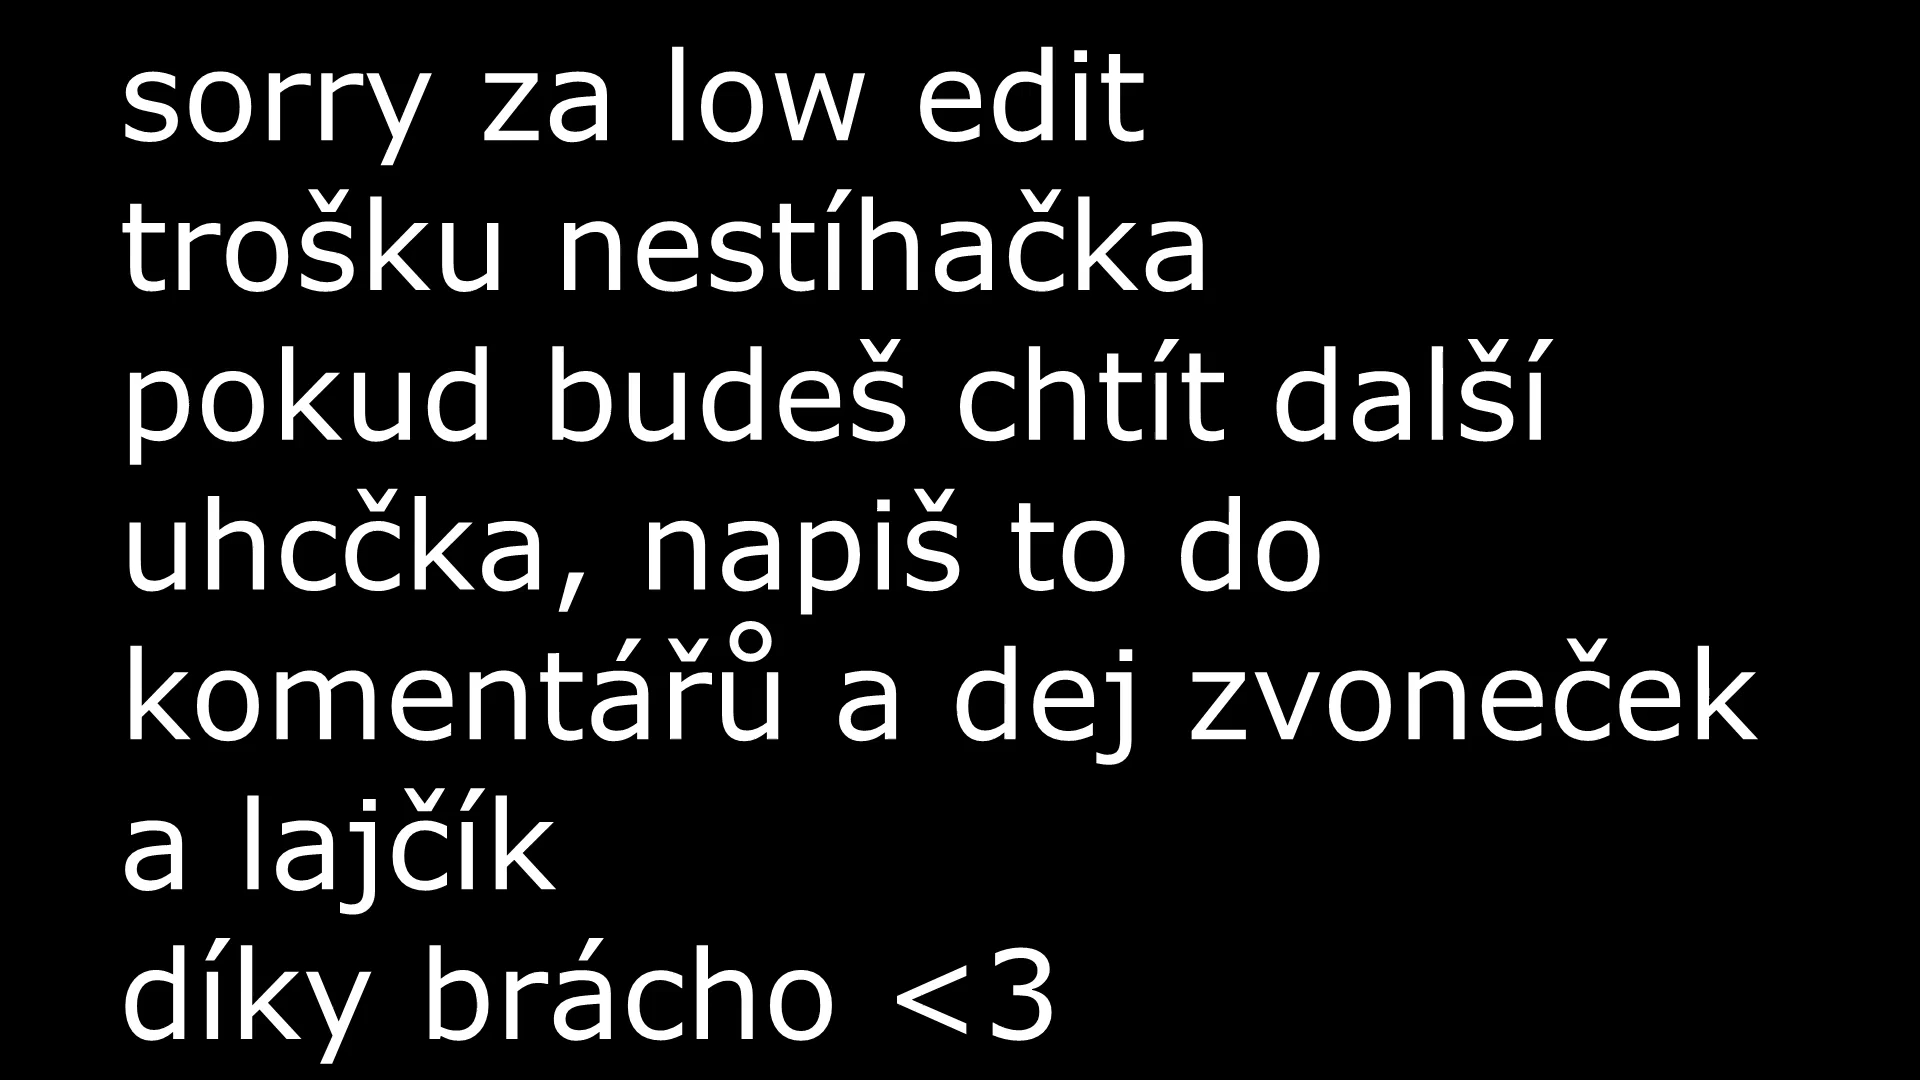 sorry za low edit
trošku nestíhačka
pokud budeš chtít další
uhcčka, napiš to do
komentářů a dej zvoneček
a lajčík
díky brácho <3